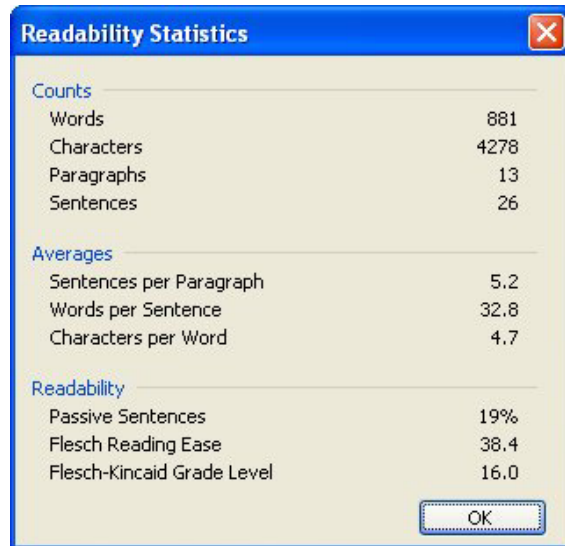 Readability Statistics
Counts
Words 881
Characters 4278
Paragraphs 13
Sentences 26
Averages
Sentences per Paragraph 5.2
Words per Sentence 32.8
Characters per Word 4.7
Readability
Passive Sentences 19%
Flesch Reading Ease 38.4
Flesch-Kincaid Grade Level 16.0
OK